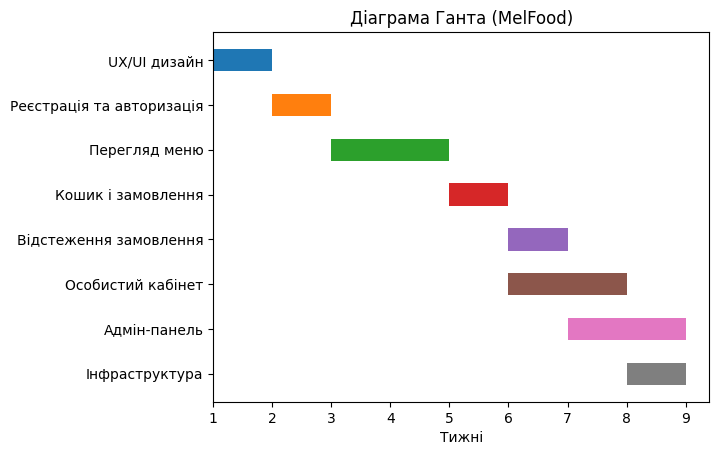 Діаграма Ганта (MelFood)
UX/UI дизайн
Реєстрація та авторизація
Перегляд меню
Кошик і замовлення
Відстеження замовлення
Особистий кабінет
Адмін-панель
Інфраструктура
1 2 3 4 5 6 7 8 9
Тижні